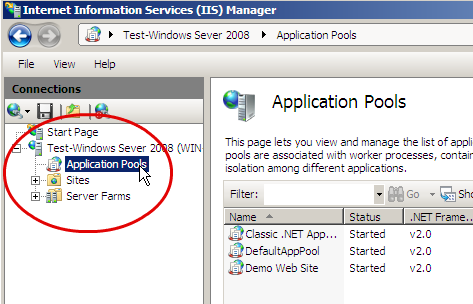 Internet Information Services (IIS) Manager
Test-Windows Sever 2008 Application Pools
File View Help
Connections
Start Page
Test-Windows Sever 2008 (WIN-
Application Pools
Sites
Server Farms
Application Pools
This page lets you view and manage the list of appli
pools are associated with worker processes, contain
isolation among different applications.
Filter: Go Sho
Name Status .NET Frame...
Classic .NET App... Started v2.0
DefaultAppPool Started v2.0
Demo Web Site Started v2.0